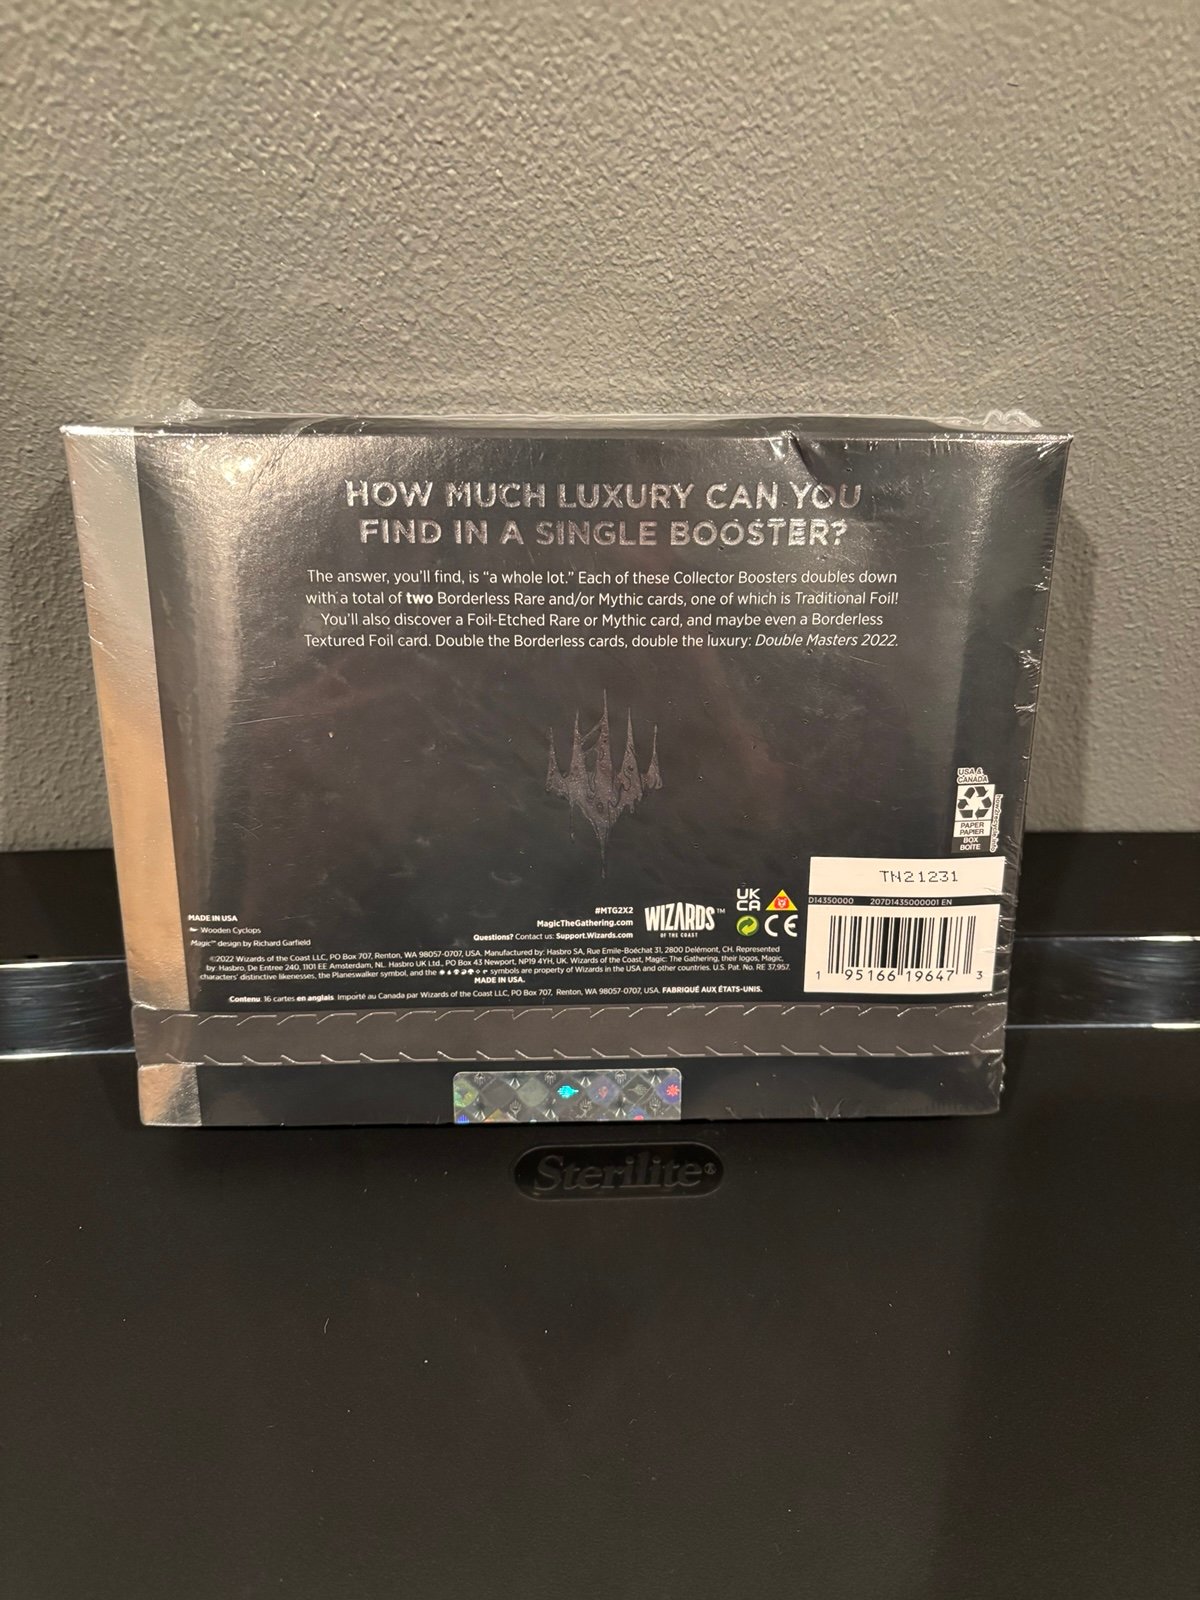 HOW MUCH LUXURY CAN YOU
FIND IN A SINGLE BOOSTER?
The answer, you'll find, is “a whole lot.” Each of these Collector Boosters doubles down
with a total of two Borderless Rare and/or Mythic cards, one of which is Traditional Foil!
You'll also discover a Foil-Etched Rare or Mythic card, and maybe even a Borderless
Textured Foil card. Double the Borderless cards, double the luxury: Double Masters 2022.
USA &
CANADA
PAPER
PAPIER
BOX
BOÎTE
how2recycle.info
TN21231
D14350000 207D1435000001 EN
1 95166 19647 3
UK
CA
CE
#MTG2X2
MagicTheGathering.com
Questions? Contact us: Support.Wizards.com
WIZARDS™
OF THE COAST
MADE IN USA
Wooden Cyclops
Magic™ design by Richard Garfield
©2022 Wizards of the Coast LLC, PO Box 707, Renton, WA 98057-0707, USA. Manufactured by: Hasbro SA, Rue Emile-Boéchat 31, 2800 Delémont, CH. Represented
by: Hasbro, De Entree 240, 1101 EE Amsterdam, NL. Hasbro UK Ltd., PO Box 43 Newport, NP19 4YH, UK. Wizards of the Coast, Magic: The Gathering, their logos, Magic,
characters' distinctive likenesses, the Planeswalker symbol, and the symbols are property of Wizards in the USA and other countries. U.S. Pat. No. RE 37,957.
MADE IN USA.
Contenu: 16 cartes en anglais. Importé au Canada par Wizards of the Coast LLC, PO Box 707, Renton, WA 98057-0707, USA. FABRIQUÉ AUX ÉTATS-UNIS.
Sterilite®